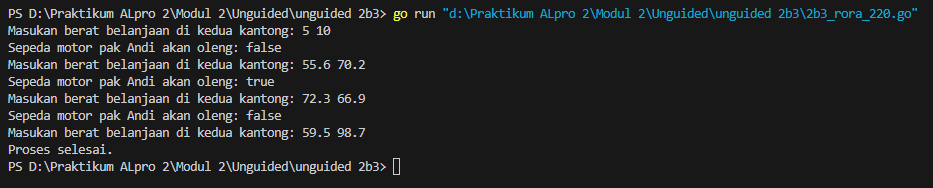 PS D:\Praktikum ALpro 2\Modul 2\Unguided\unguided 2b3> go run "d:\Praktikum ALpro 2\Modul 2\Unguided\unguided 2b3\2b3_rora_220.go"
Masukan berat belanjaan di kedua kantong: 5 10
Sepeda motor pak Andi akan oleng: false
Masukan berat belanjaan di kedua kantong: 55.6 70.2
Sepeda motor pak Andi akan oleng: true
Masukan berat belanjaan di kedua kantong: 72.3 66.9
Sepeda motor pak Andi akan oleng: false
Masukan berat belanjaan di kedua kantong: 59.5 98.7
Proses selesai.
PS D:\Praktikum ALpro 2\Modul 2\Unguided\unguided 2b3>